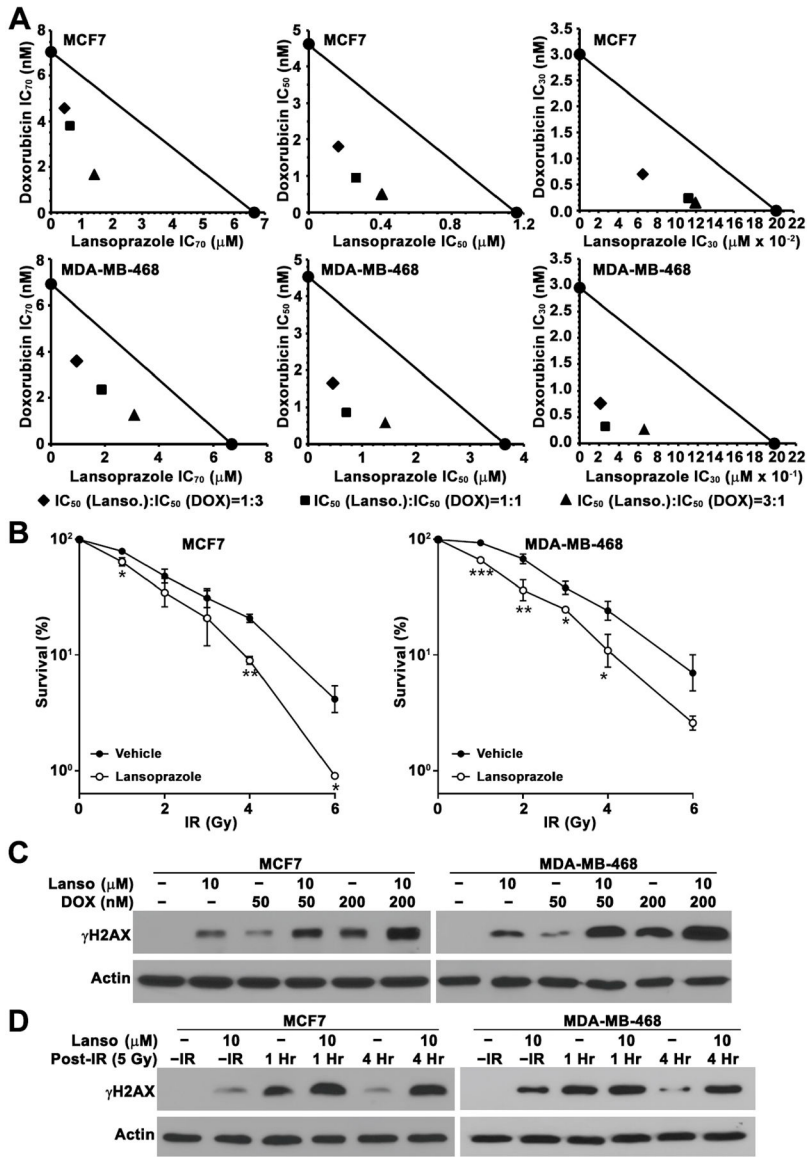 A
MCF7
Doxorubicin IC70 (nM)
8
6
4
2
0
0 1 2 3 4 5 6 7
Lansoprazole IC70 (μM)
MCF7
Doxorubicin IC50 (nM)
5
4
3
2
1
0
0 0.4 0.8 1.2
Lansoprazole IC50 (μM)
MCF7
Doxorubicin IC30 (nM)
3.5
3.0
2.5
2.0
1.5
1.0
0.5
0.0
0 2 4 6 8 10 12 14 16 18 20 22
Lansoprazole IC30 (μM x 10-2)
MDA-MB-468
Doxorubicin IC70 (nM)
8
6
4
2
0
0 2 4 6 8
Lansoprazole IC70 (μM)
MDA-MB-468
Doxorubicin IC50 (nM)
5
4
3
2
1
0
0 1 2 3 4
Lansoprazole IC50 (μM)
MDA-MB-468
Doxorubicin IC30 (nM)
3.5
3.0
2.5
2.0
1.5
1.0
0.5
0.0
0 2 4 6 8 10 12 14 16 18 20 22
Lansoprazole IC30 (μM x 10-1)
IC50 (Lanso.):IC50 (DOX)=1:3
IC50 (Lanso.):IC50 (DOX)=1:1
IC50 (Lanso.):IC50 (DOX)=3:1
B
MCF7
Survival (%)
10²
10¹
10⁰
*
**
*
Vehicle
Lansoprazole
0 2 4 6
IR (Gy)
MDA-MB-468
Survival (%)
10²
10¹
10⁰
***
**
*
*
Vehicle
Lansoprazole
0 2 4 6
IR (Gy)
C
MCF7 MDA-MB-468
Lanso (μM) – 10 – 10 – 10 – 10 – 10 – 10
DOX (nM) – – 50 50 200 200 – – 50 50 200 200
γH2AX
Actin
D
MCF7 MDA-MB-468
Lanso (μM) – 10 – 10 – 10 – 10 – 10 – 10
Post-IR (5 Gy) –IR –IR 1 Hr 1 Hr 4 Hr 4 Hr –IR –IR 1 Hr 1 Hr 4 Hr 4 Hr
γH2AX
Actin